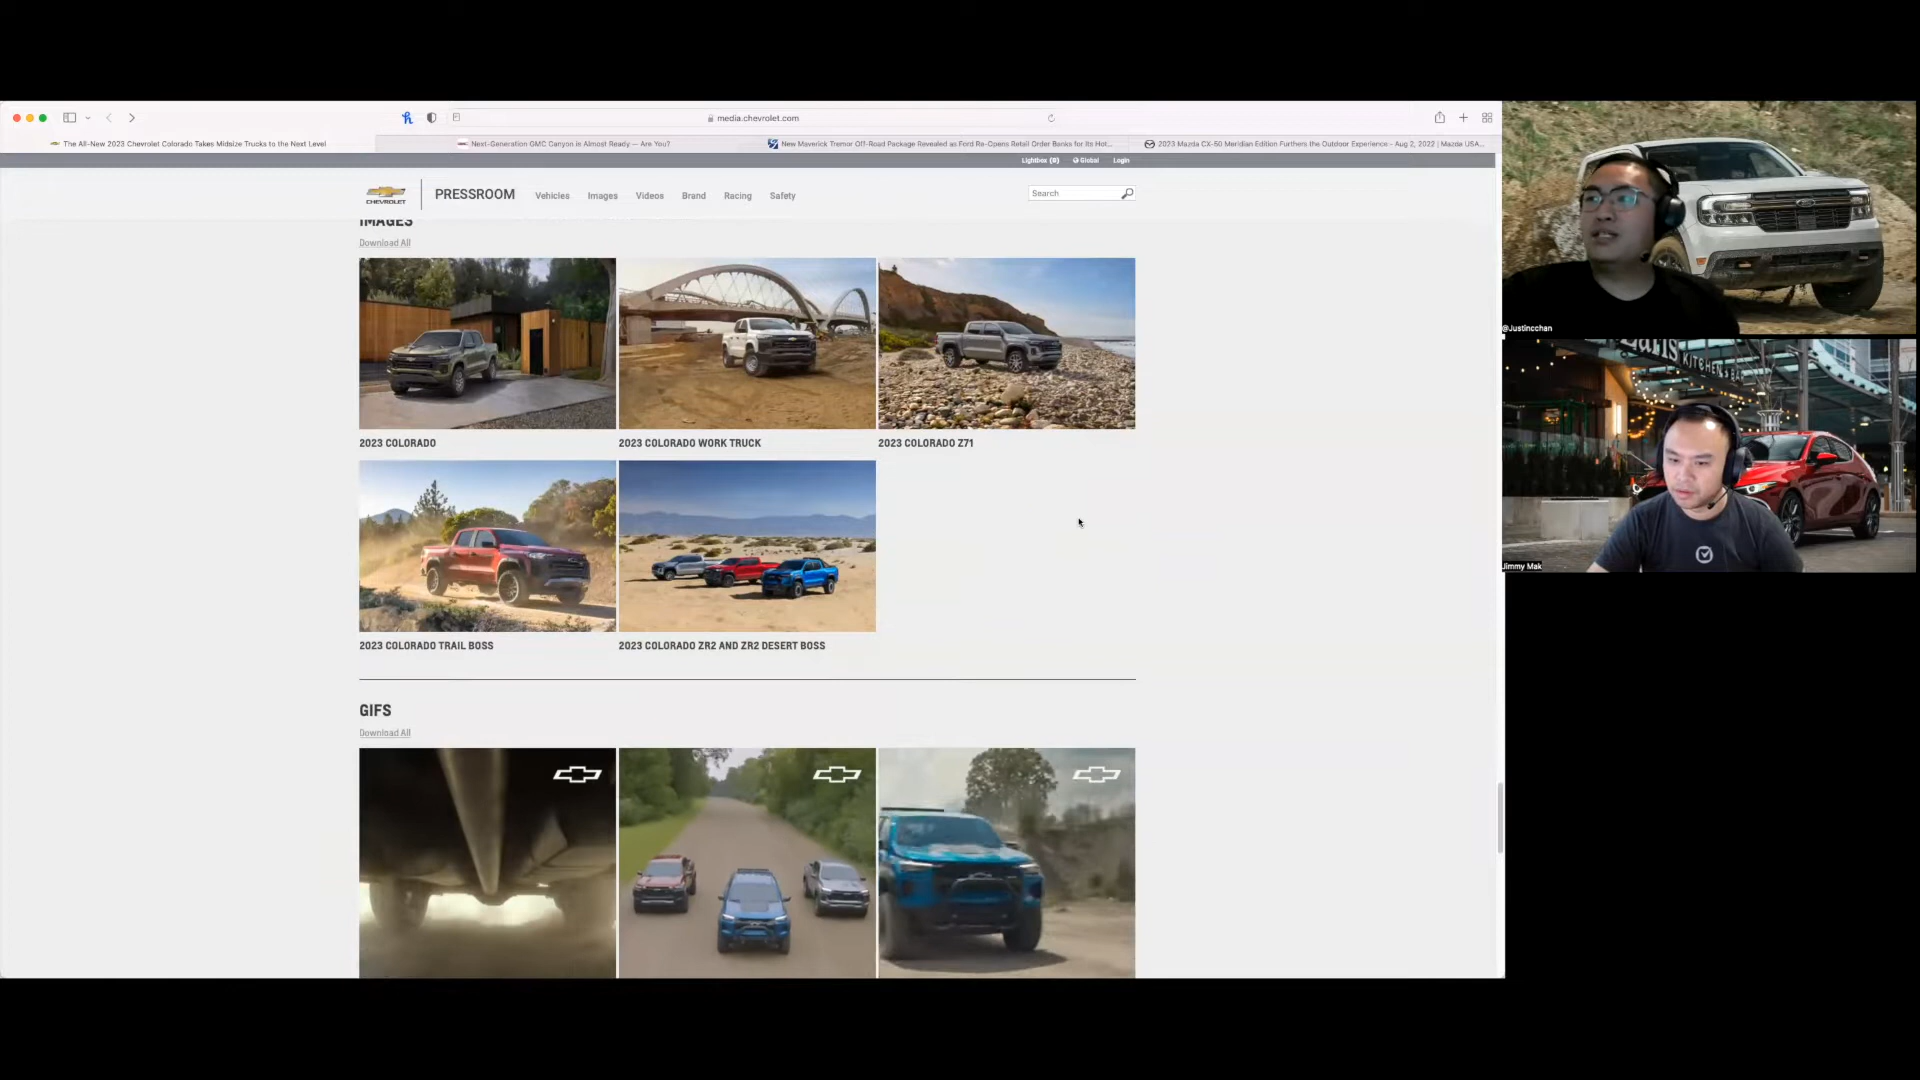 media.chevrolet.com
The All-New 2023 Chevrolet Colorado Takes Midsize Trucks to the Next Level
Next-Generation GMC Canyon is Almost Ready — Are You?
New Maverick Tremor Off-Road Package Revealed as Ford Re-Opens Retail Order Banks for Its Hot...
2023 Mazda CX-50 Meridian Edition Furthers the Outdoor Experience - Aug 2, 2022 | Mazda USA...
Lightbox (0) Global Login
CHEVROLET
PRESSROOM Vehicles Images Videos Brand Racing Safety
Search
IMAGES
Download All
2023 COLORADO
2023 COLORADO WORK TRUCK
2023 COLORADO Z71
2023 COLORADO TRAIL BOSS
2023 COLORADO ZR2 AND ZR2 DESERT BOSS
GIFS
Download All
@Justincchan
KITCHEN & BAR
Jimmy Mak